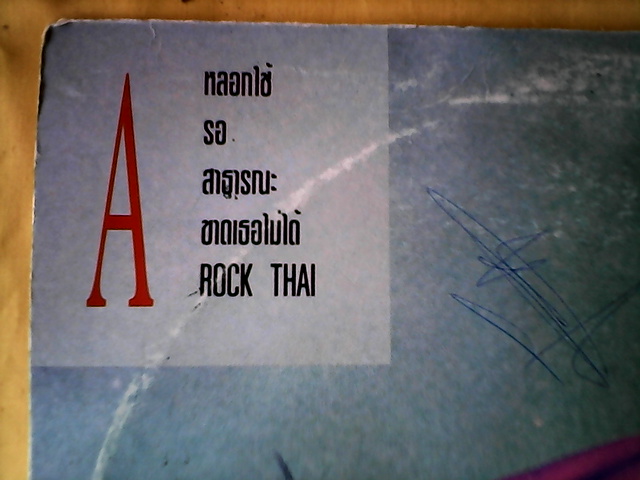 A
หลอกใช้
รอ
สาธารณะ
ขาดเธอไม่ได้
ROCK THAI